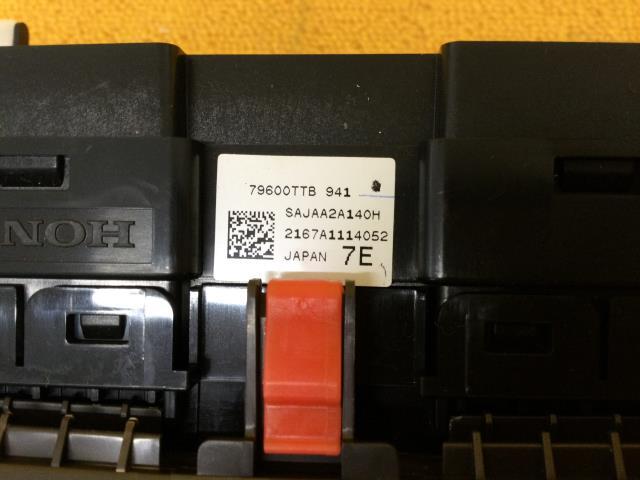 79600TTB 941
SAJAA2A140H
2167A1114052
JAPAN 7E
HON